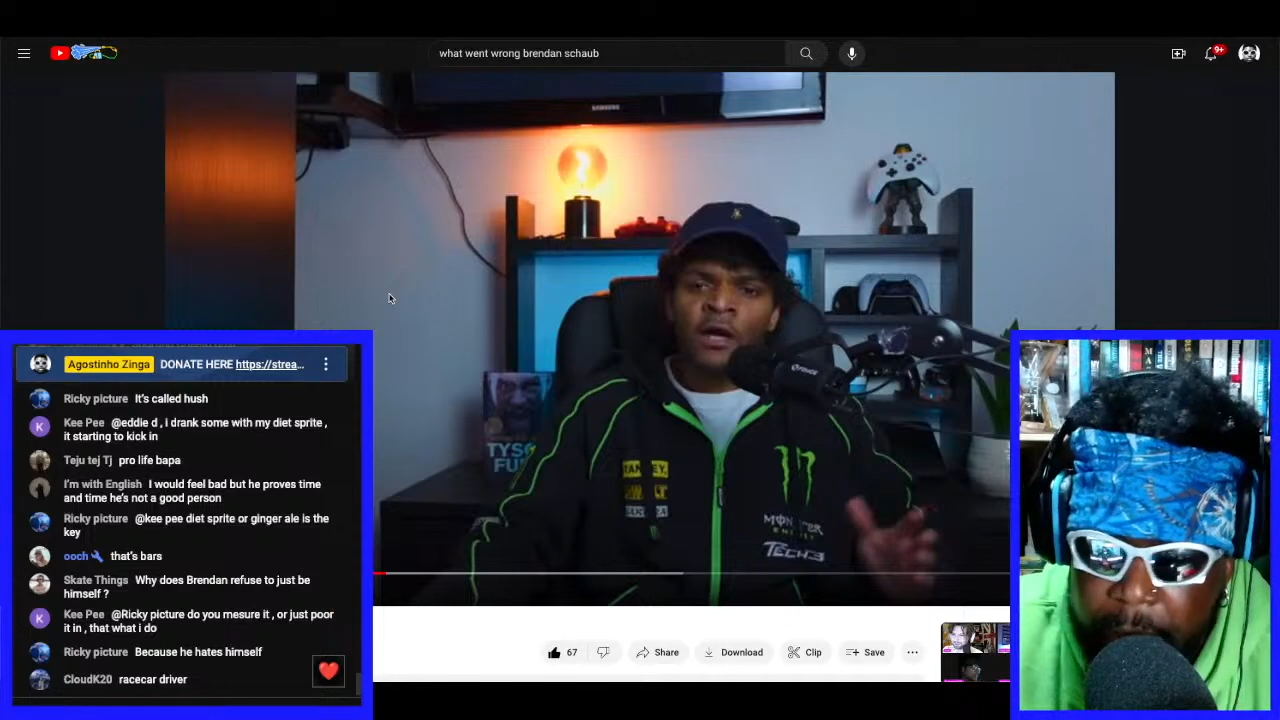 what went wrong brendan schaub
9+
SAMSUNG
TYSO
FU
MONSTER
ENERGY
TECH3
Agostinho Zinga DONATE HERE https://strea...
Ricky picture It's called hush
Kee Pee @eddie d , i drank some with my diet sprite ,
it starting to kick in
Teju tej Tj pro life bapa
I'm with English I would feel bad but he proves time
and time he's not a good person
Ricky picture @kee pee diet sprite or ginger ale is the
key
ooch that's bars
Skate Things Why does Brendan refuse to just be
himself ?
Kee Pee @Ricky picture do you mesure it , or just poor
it in , that what i do
Ricky picture Because he hates himself
CloudK20 racecar driver
67
Share
Download
Clip
Save